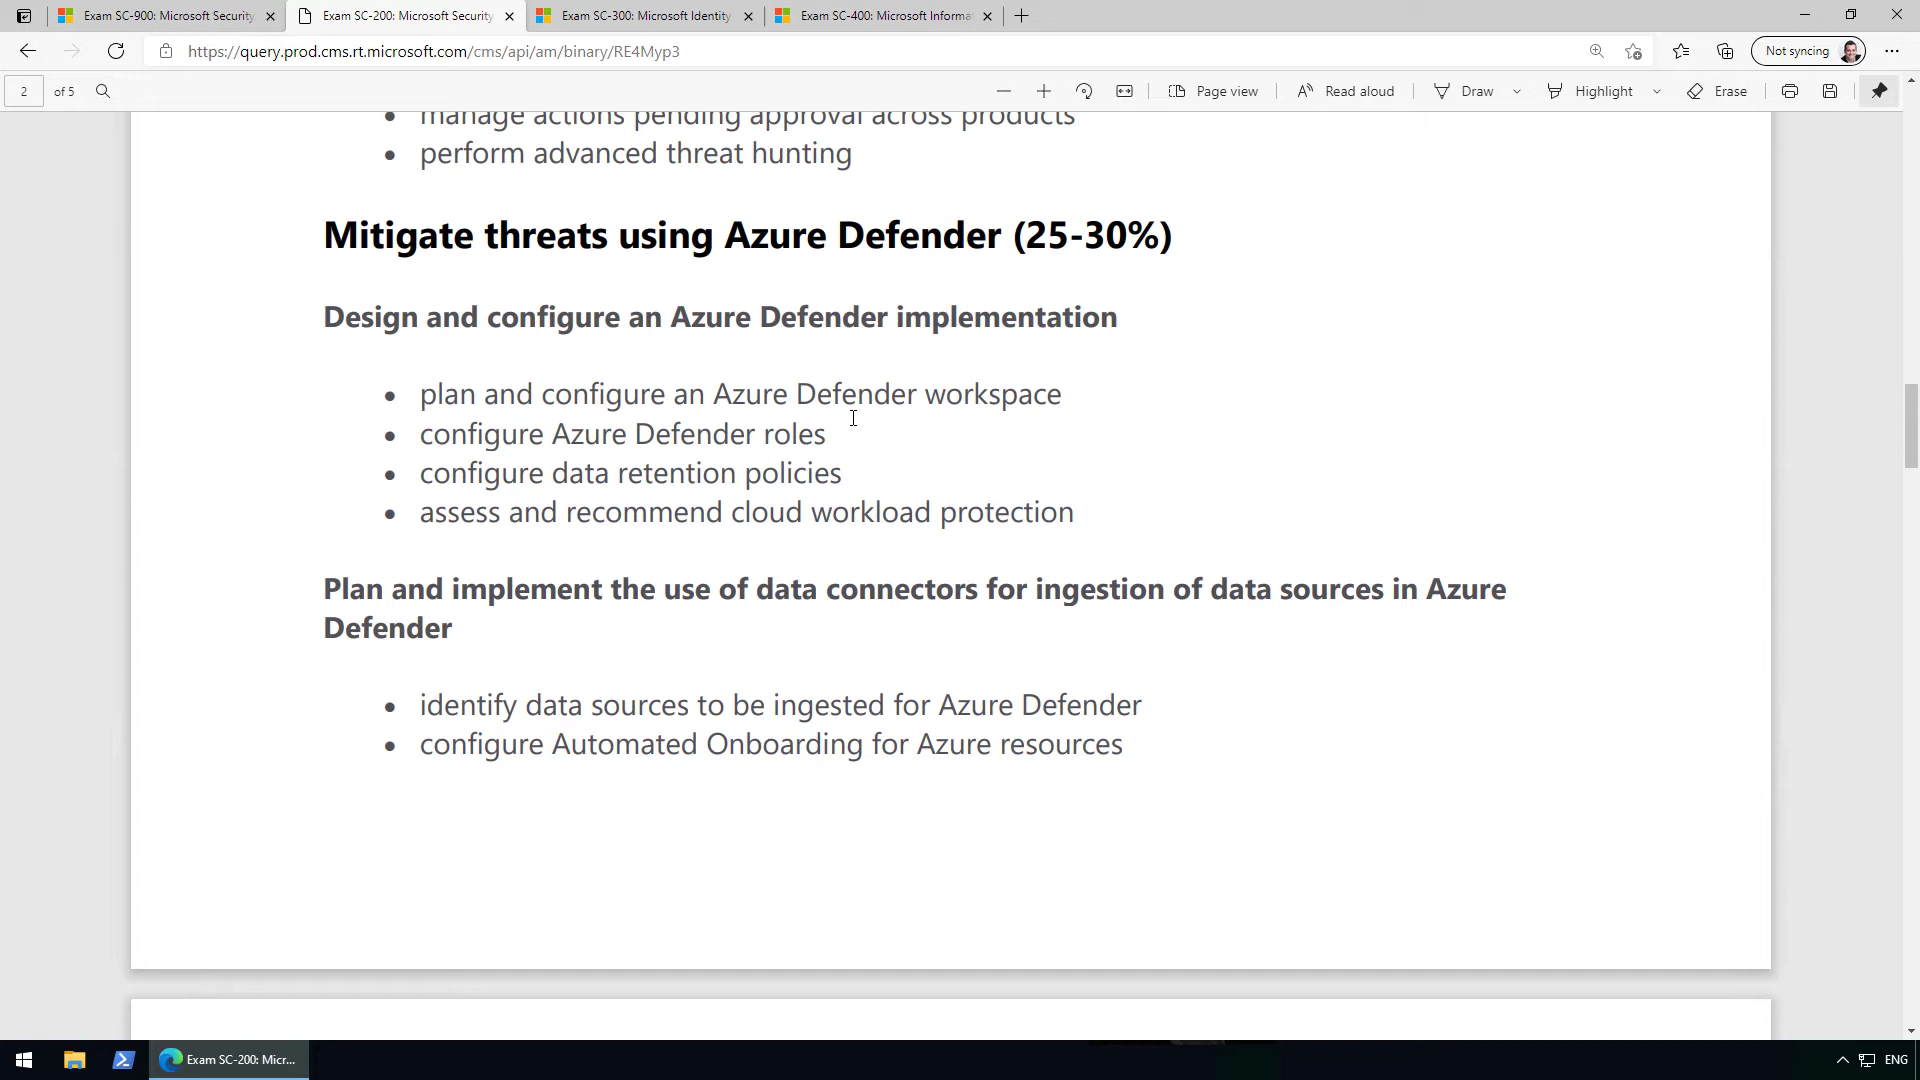 Exam SC-900: Microsoft Security
Exam SC-200: Microsoft Security
Exam SC-300: Microsoft Identity
Exam SC-400: Microsoft Informa
https://query.prod.cms.rt.microsoft.com/cms/api/am/binary/RE4Myp3
Not syncing
2 of 5
Page view
Read aloud
Draw
Highlight
Erase
manage actions pending approval across products
perform advanced threat hunting
Mitigate threats using Azure Defender (25-30%)
Design and configure an Azure Defender implementation
plan and configure an Azure Defender workspace
configure Azure Defender roles
configure data retention policies
assess and recommend cloud workload protection
Plan and implement the use of data connectors for ingestion of data sources in Azure
Defender
identify data sources to be ingested for Azure Defender
configure Automated Onboarding for Azure resources
Exam SC-200: Micr...
ENG